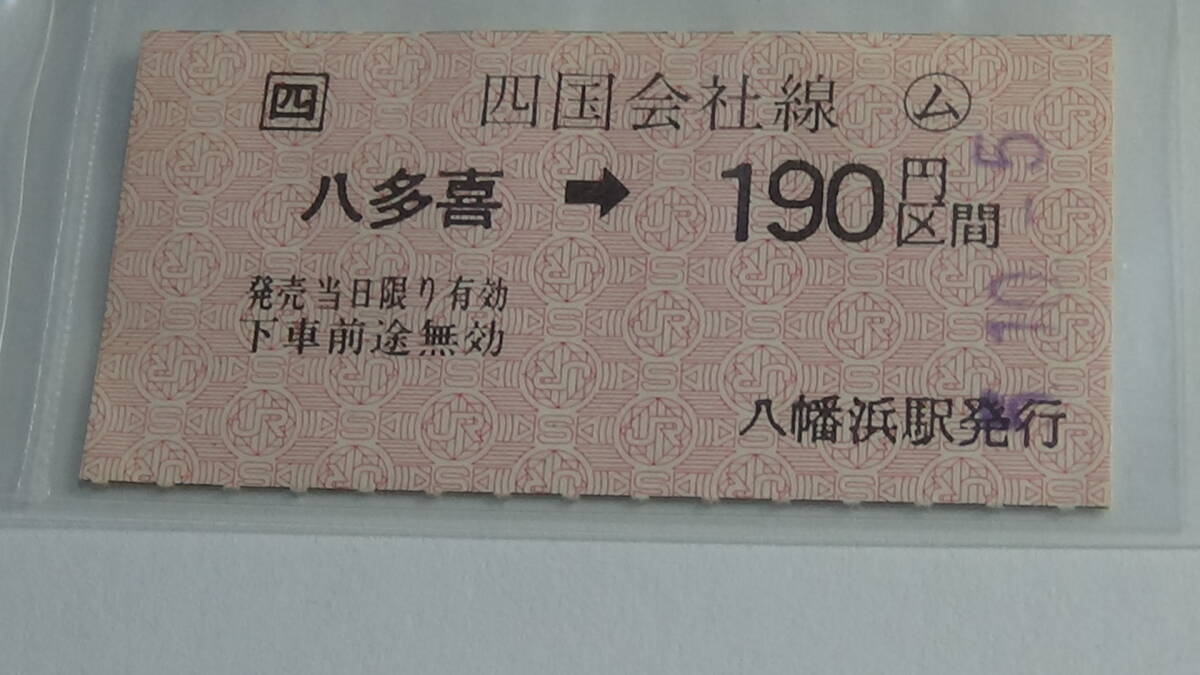 四 四国会社線 ム
八多喜 ➡ 190円区間
発売当日限り有効
下車前途無効
八幡浜駅発行